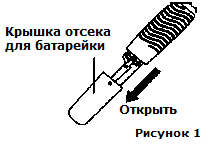 Крышка отсека
для батарейки
Открыть
Рисунок 1